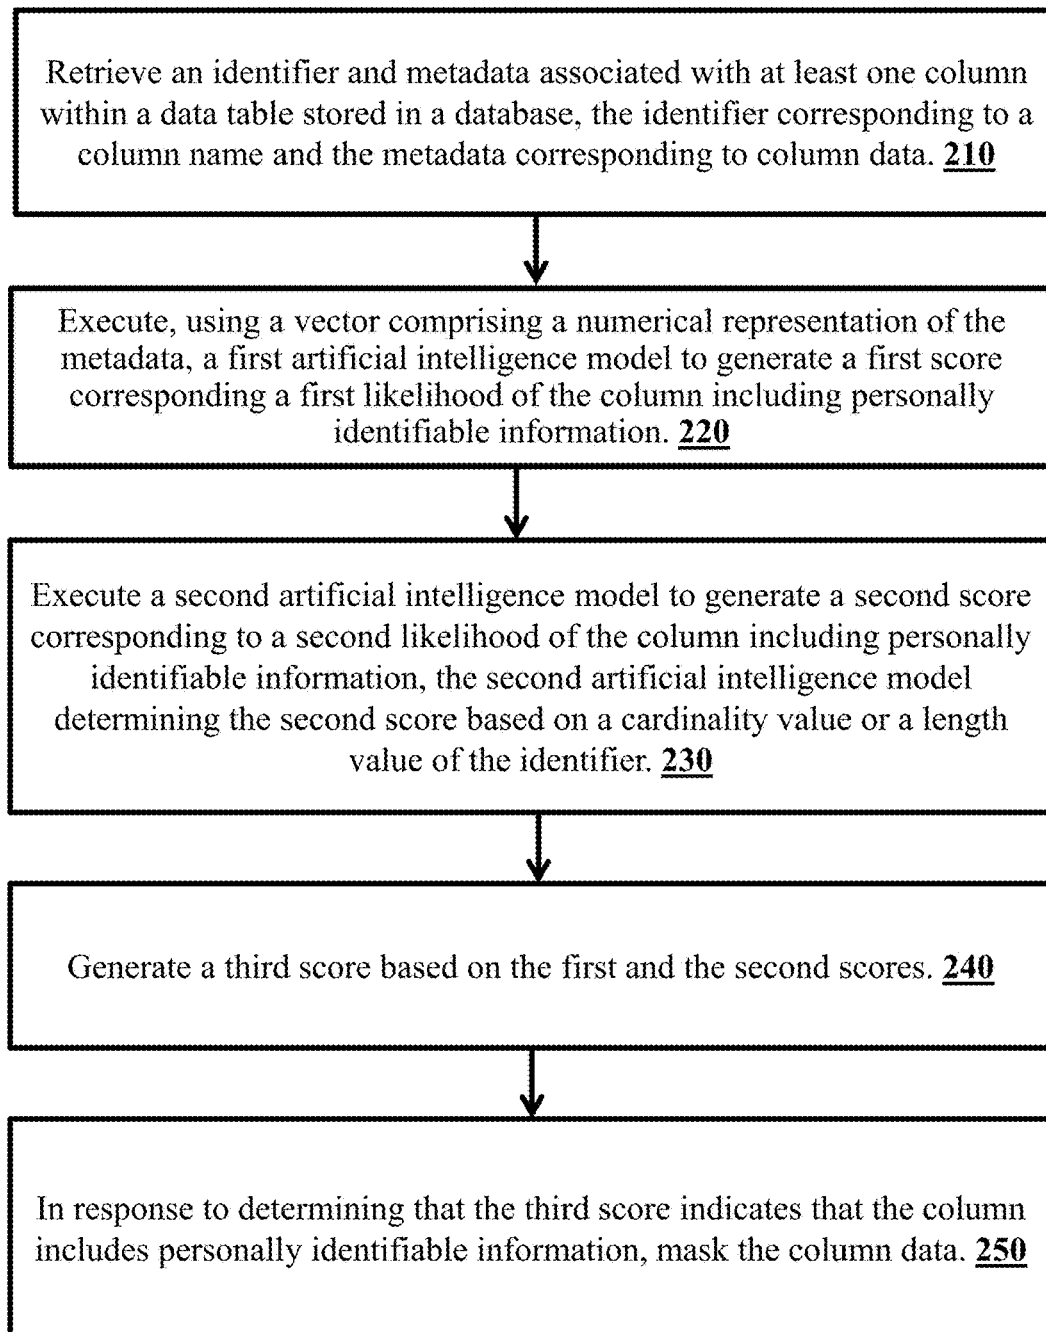 Retrieve an identifier and metadata associated with at least one column
within a data table stored in a database, the identifier corresponding to a
column name and the metadata corresponding to column data. 210
Execute, using a vector comprising a numerical representation of the
metadata, a first artificial intelligence model to generate a first score
corresponding a first likelihood of the column including personally
identifiable information. 220
Execute a second artificial intelligence model to generate a second score
corresponding to a second likelihood of the column including personally
identifiable information, the second artificial intelligence model
determining the second score based on a cardinality value or a length
value of the identifier. 230
Generate a third score based on the first and the second scores. 240
In response to determining that the third score indicates that the column
includes personally identifiable information, mask the column data. 250